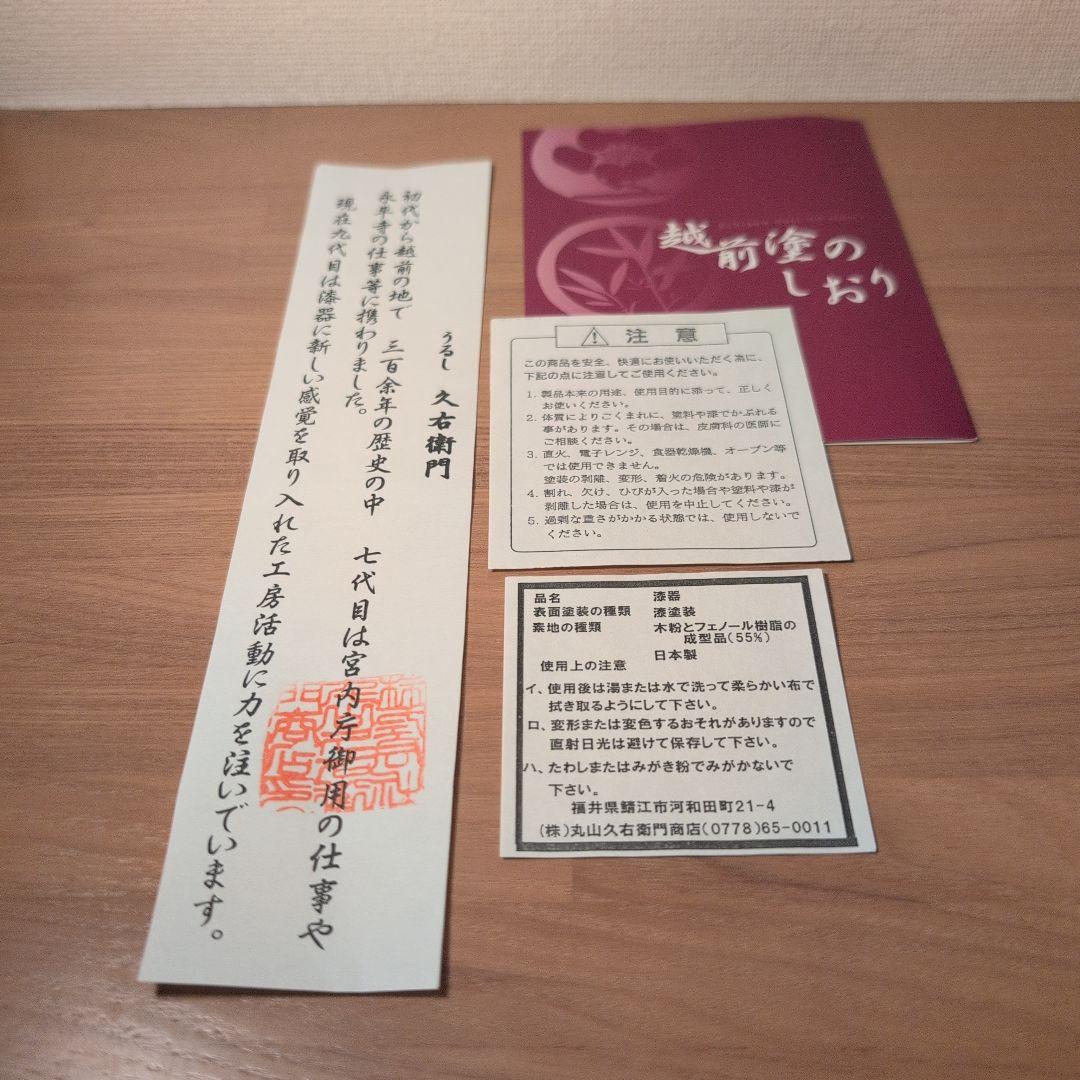 うるし 久右衛門
初代から越前の地で 三百余年の歴史の中 七代目は宮内庁御用の仕事や
永平寺の仕事等に携わりました。
現在九代目は漆器に新しい感覚を取り入れた工房活動に力を注いでいます。
越前塗の
しおり
注意
この商品を安全、快適にお使いいただく為に、
下記の点に注意してご使用ください。
1. 製品本来の用途、使用目的に添って、正しく
お使いください。
2. 体質によりごくまれに、塗料や漆でかぶれる
事があります。その場合は、皮膚科の医師に
ご相談ください。
3. 直火、電子レンジ、食器乾燥機、オーブン等
では使用できません。
塗装の剥離、変形、着火の危険があります。
4. 割れ、欠け、ひびが入った場合や塗料や漆が
剥離した場合は、使用を中止してください。
5. 過剰な重さがかかる状態では、使用しないで
ください。
品名 漆器
表面塗装の種類 漆塗装
素地の種類 木粉とフェノール樹脂の
成型品(55%)
日本製
使用上の注意
イ、使用後は湯または水で洗って柔らかい布で
拭き取るようにして下さい。
ロ、変形または変色するおそれがありますので
直射日光は避けて保存して下さい。
ハ、たわしまたはみがき粉でみがかないで
下さい。
福井県鯖江市河和田町21-4
(株)丸山久右衛門商店(0778)65-0011